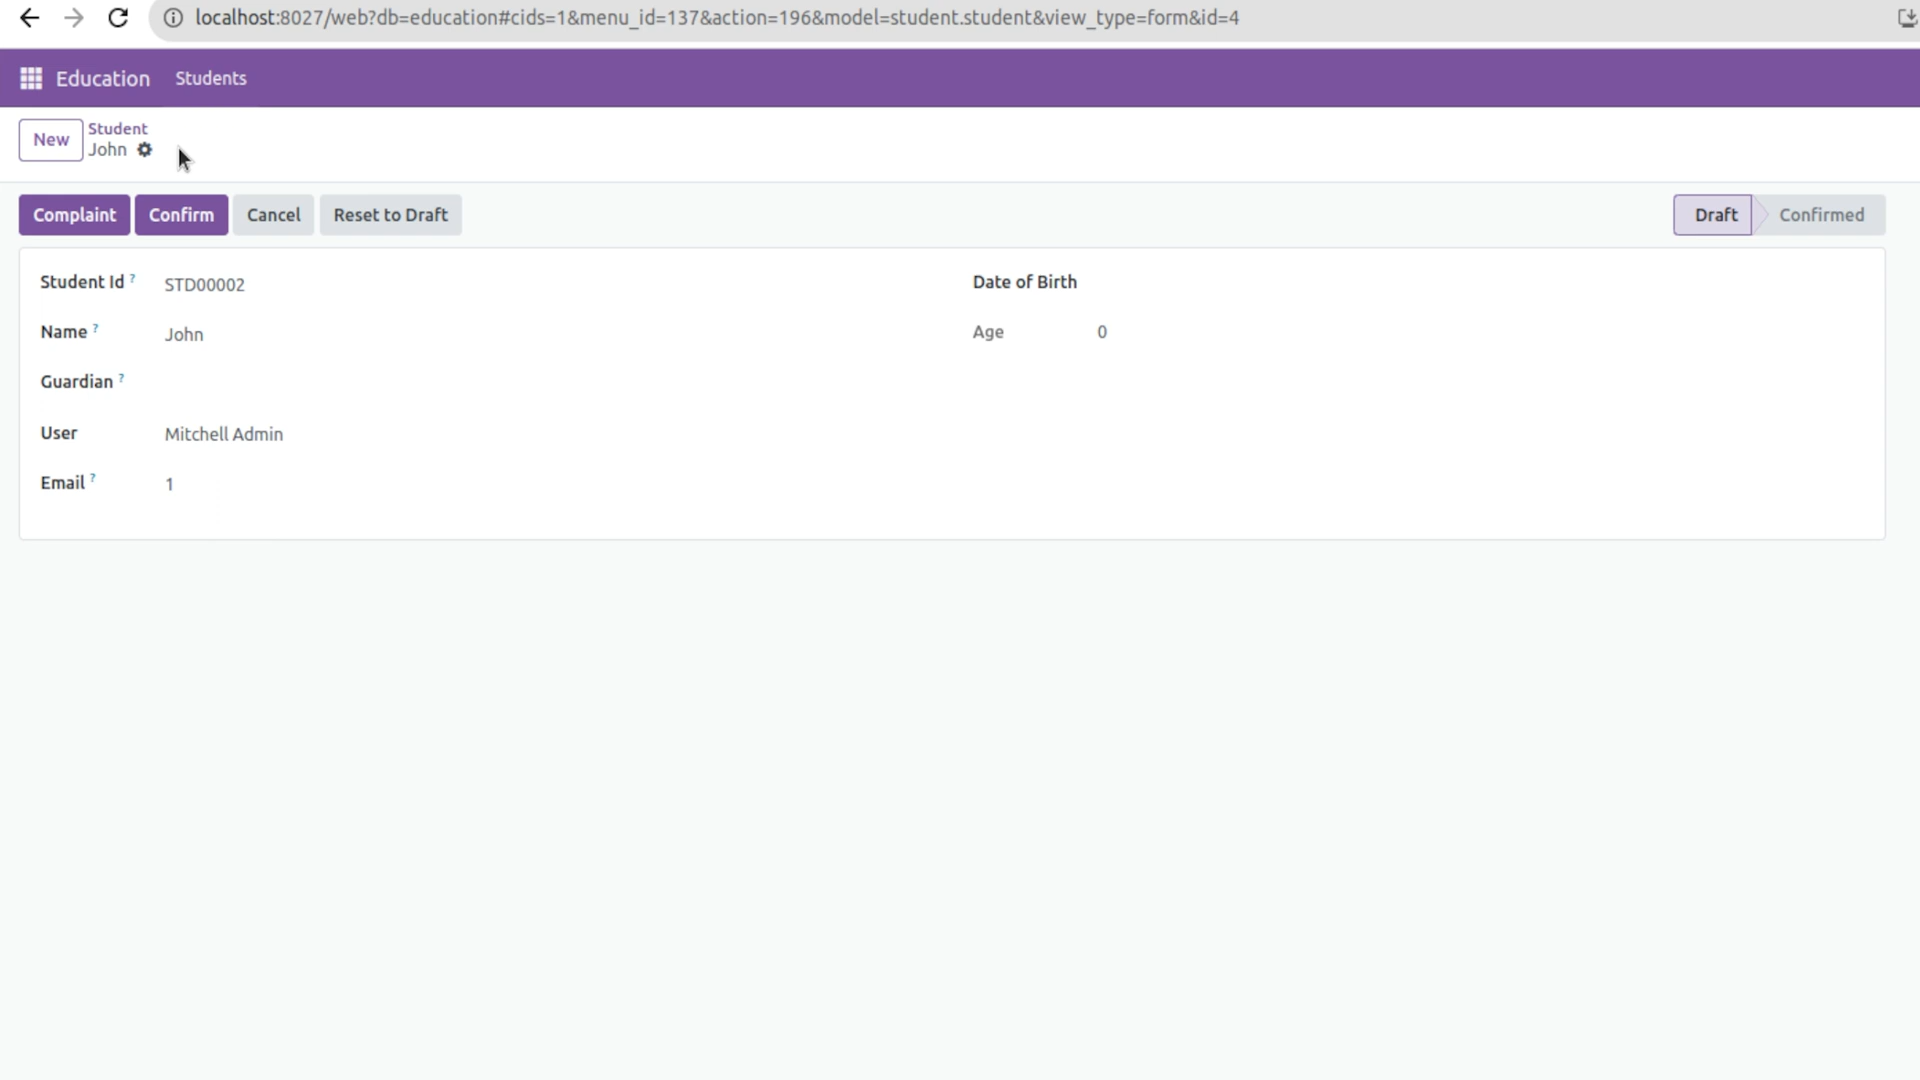 localhost:8027/web?db=education#cids=1&menu_id=137&action=196&model=student.student&view_type=form&id=4
Education Students
New
Student
John
Complaint Confirm Cancel Reset to Draft Draft Confirmed
Student Id ? STD00002 Date of Birth
Name ? John Age 0
Guardian ?
User Mitchell Admin
Email ? 1